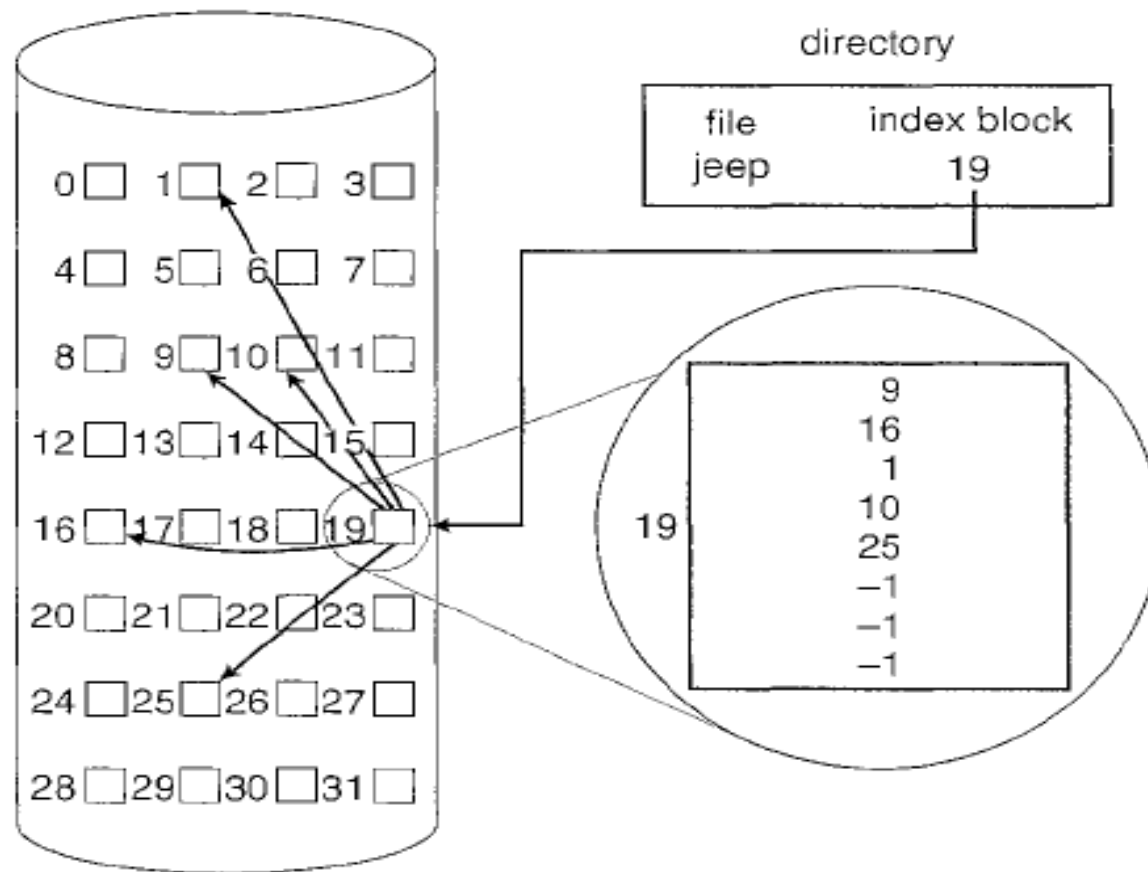 directory
file index block
jeep 19
0 1 2 3
4 5 6 7
8 9 10 11
12 13 14 15
16 17 18 19
20 21 22 23
24 25 26 27
28 29 30 31
19
9
16
1
10
25
–1
–1
–1